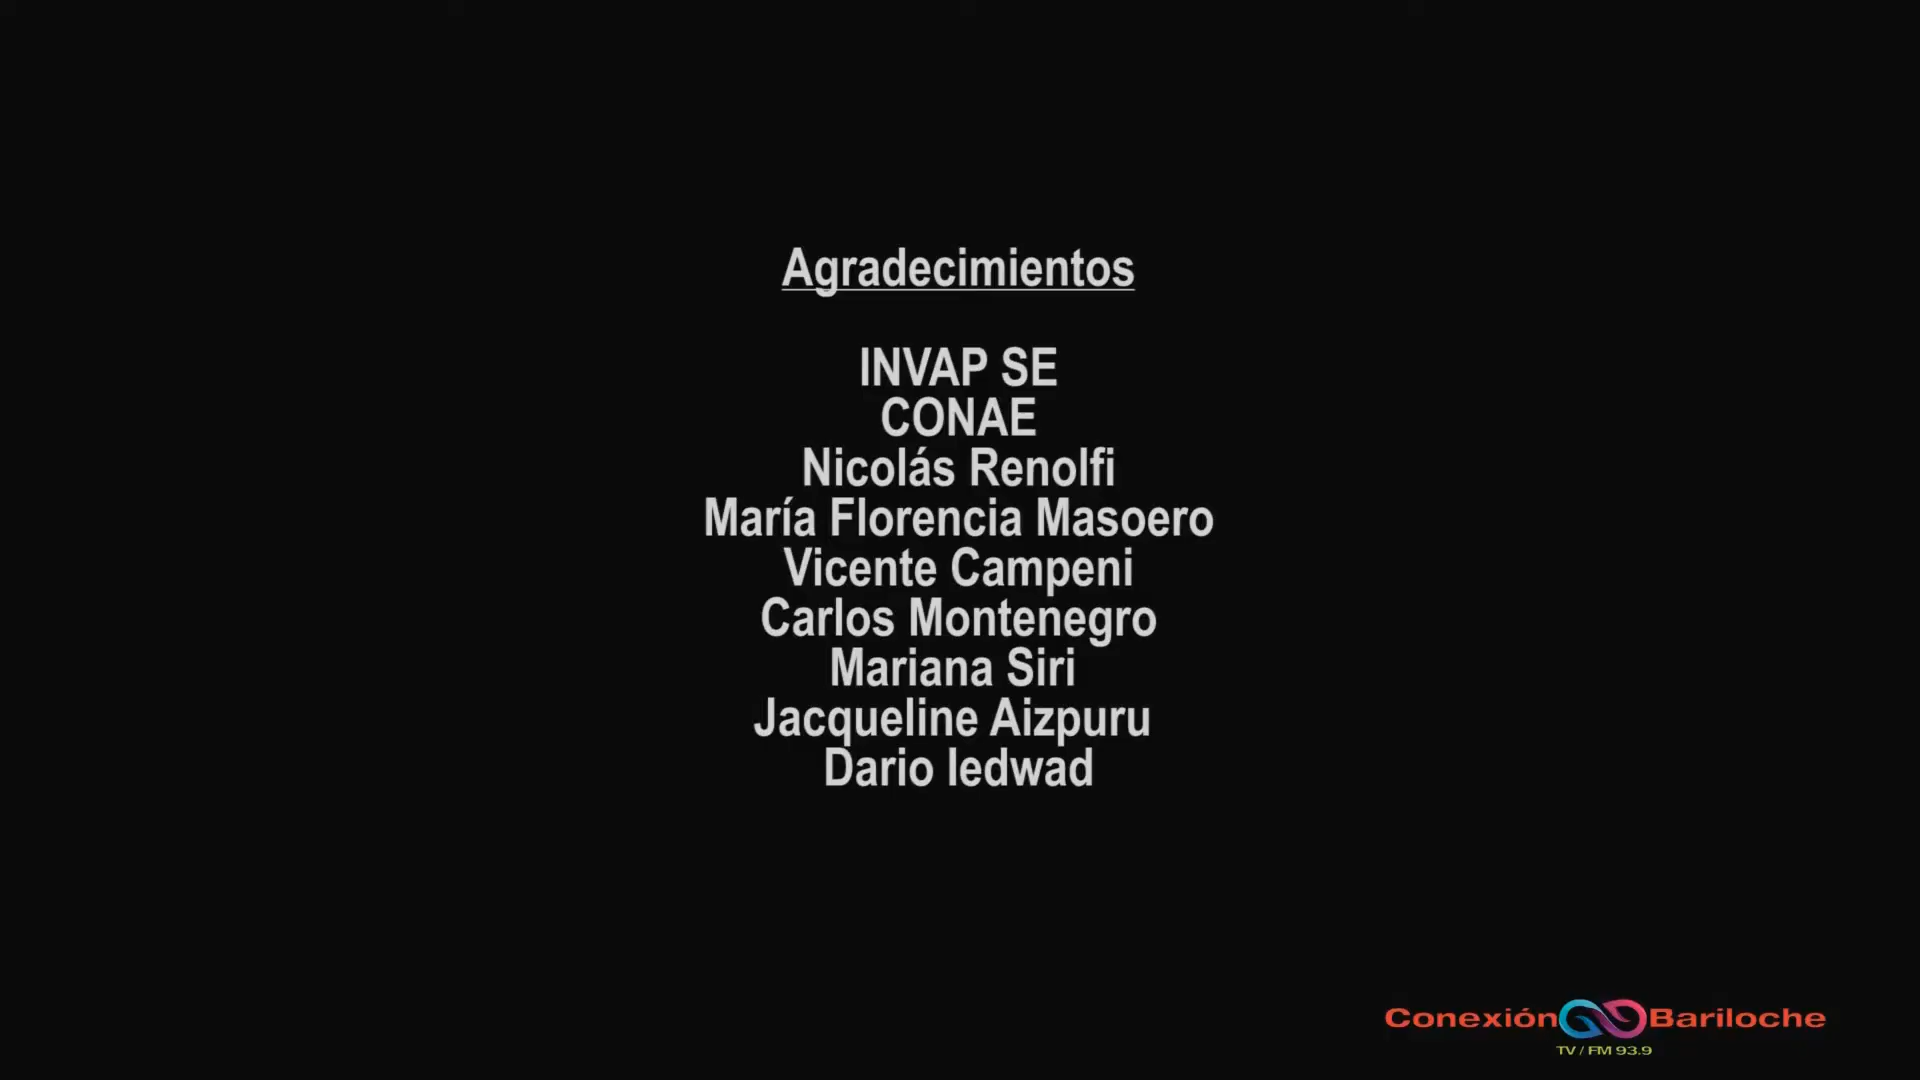 Agradecimientos
INVAP SE
CONAE
Nicolás Renolfi
María Florencia Masoero
Vicente Campeni
Carlos Montenegro
Mariana Siri
Jacqueline Aizpuru
Dario Iedwad
Conexión Bariloche
TV / FM 93.9